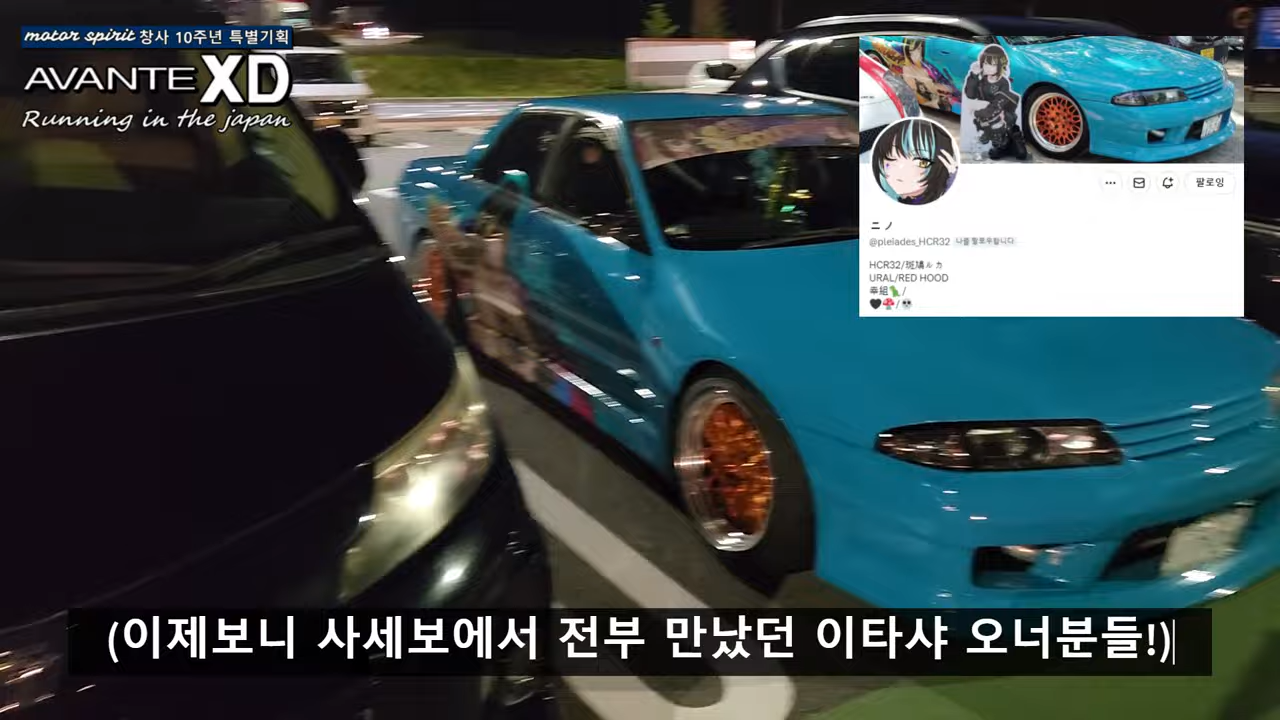 motor spirit 창사 10주년 특별기획
AVANTE XD
Running in the japan
팔로잉
ニノ
@pleiades_HCR32 나를 팔로우합니다
HCR32/斑鳩ルカ
URAL/RED HOOD
幸組🦖/
🖤🍄/💀
(이제보니 사세보에서 전부 만났던 이타샤 오너분들!)